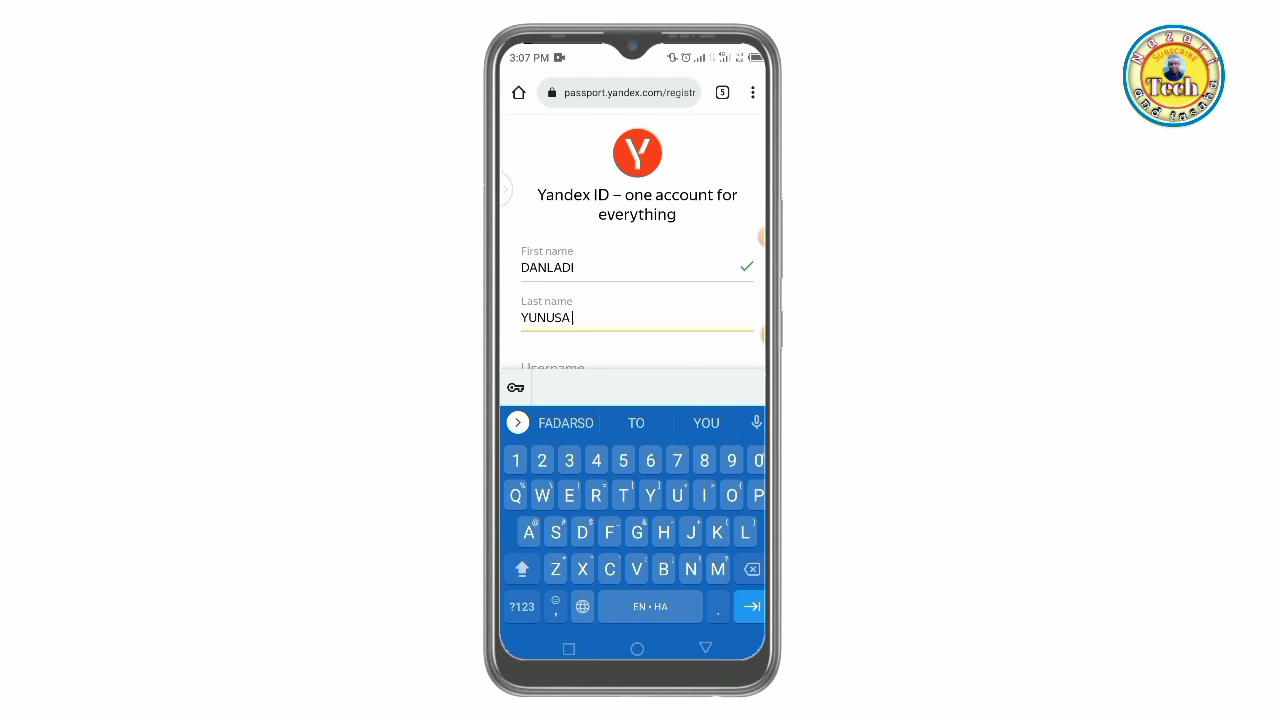 3:07 PM
passport.yandex.com/registr
5
Y
Yandex ID – one account for
everything
First name
DANLADI
Last name
YUNUSA
Username
FADARSO TO YOU
1 2 3 4 5 6 7 8 9 0
Q W E R T Y U I O P
A S D F G H J K L
Z X C V B N M
?123 , EN • HA .
Nazari
SUBSCRIBE
Tech